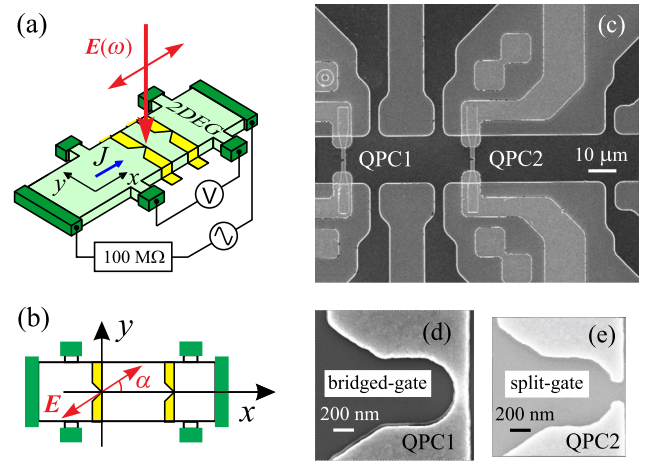 (a)
E(ω)
2DEG
J
y
x
V
100 MΩ
(b)
y
E
α
x
(c)
QPC1
QPC2
10 μm
(d)
bridged-gate
200 nm
QPC1
(e)
split-gate
200 nm
QPC2